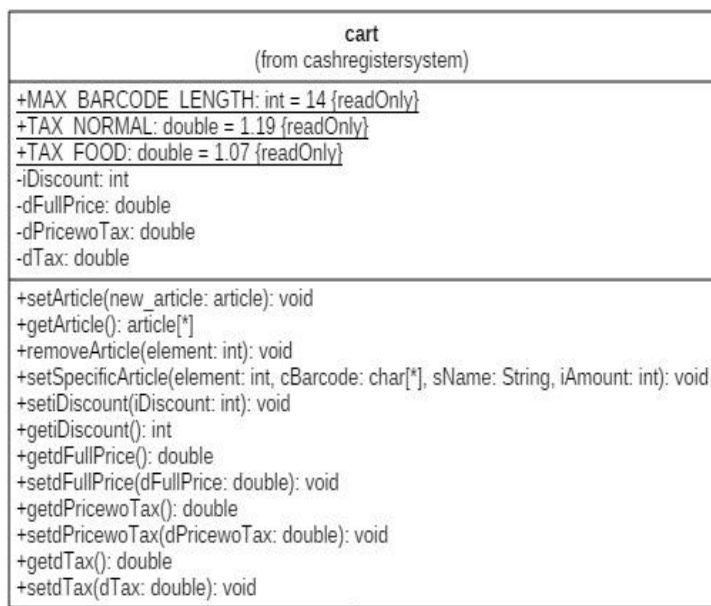 cart
(from cashregistersystem)
+MAX_BARCODE_LENGTH: int = 14 {readOnly}
+TAX_NORMAL: double = 1.19 {readOnly}
+TAX_FOOD: double = 1.07 {readOnly}
-iDiscount: int
-dFullPrice: double
-dPricewoTax: double
-dTax: double
+setArticle(new_article: article): void
+getArticle(): article[*]
+removeArticle(element: int): void
+setSpecificArticle(element: int, cBarcode: char[*], sName: String, iAmount: int): void
+setiDiscount(iDiscount: int): void
+getiDiscount(): int
+getdFullPrice(): double
+setdFullPrice(dFullPrice: double): void
+getdPricewoTax(): double
+setdPricewoTax(dPricewoTax: double): void
+getdTax(): double
+setdTax(dTax: double): void